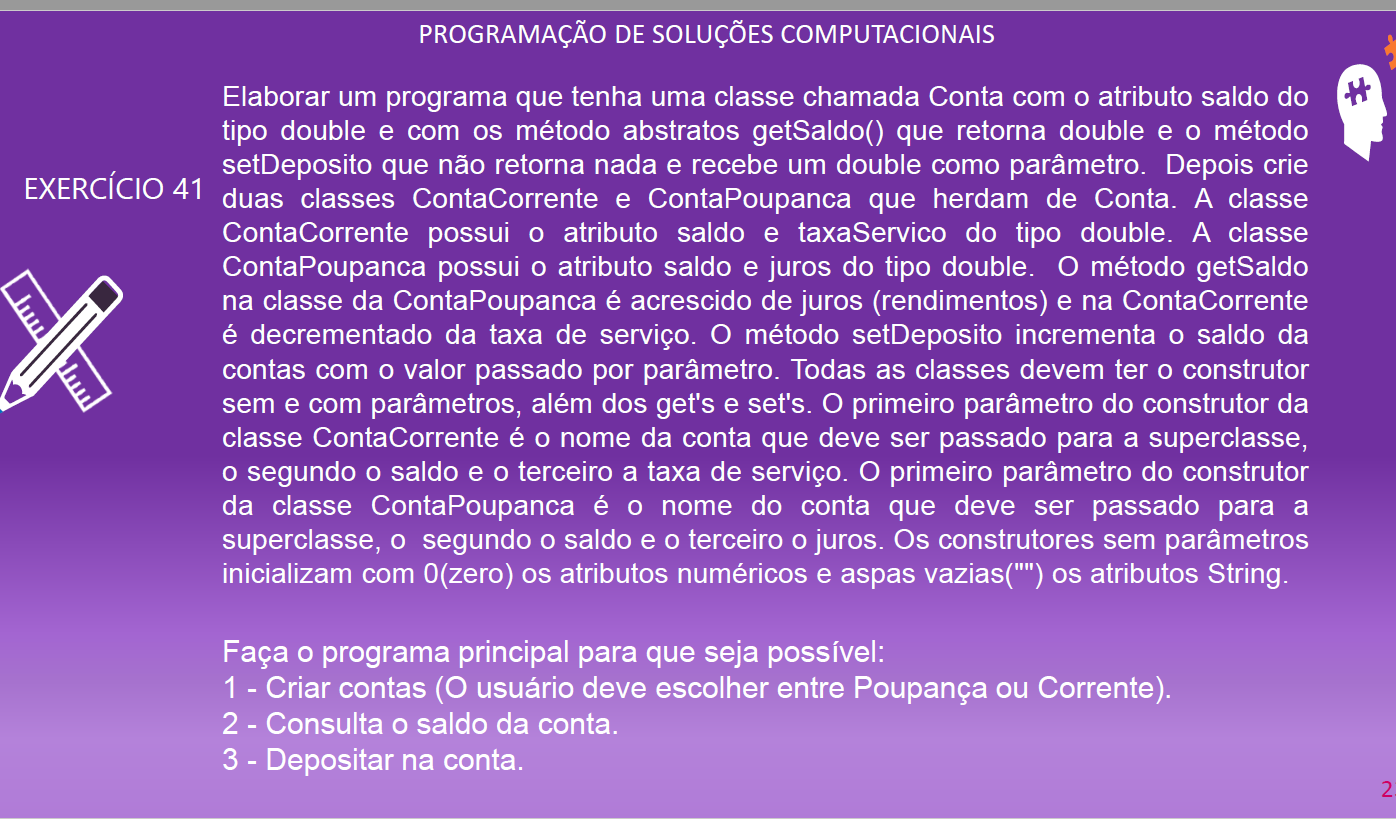 PROGRAMAÇÃO DE SOLUÇÕES COMPUTACIONAIS
EXERCÍCIO 41
Elaborar um programa que tenha uma classe chamada Conta com o atributo saldo do
tipo double e com os método abstratos getSaldo() que retorna double e o método
setDeposito que não retorna nada e recebe um double como parâmetro. Depois crie
duas classes ContaCorrente e ContaPoupanca que herdam de Conta. A classe
ContaCorrente possui o atributo saldo e taxaServico do tipo double. A classe
ContaPoupanca possui o atributo saldo e juros do tipo double. O método getSaldo
na classe da ContaPoupanca é acrescido de juros (rendimentos) e na ContaCorrente
é decrementado da taxa de serviço. O método setDeposito incrementa o saldo da
contas com o valor passado por parâmetro. Todas as classes devem ter o construtor
sem e com parâmetros, além dos get's e set's. O primeiro parâmetro do construtor da
classe ContaCorrente é o nome da conta que deve ser passado para a superclasse,
o segundo o saldo e o terceiro a taxa de serviço. O primeiro parâmetro do construtor
da classe ContaPoupanca é o nome do conta que deve ser passado para a
superclasse, o segundo o saldo e o terceiro o juros. Os construtores sem parâmetros
inicializam com 0(zero) os atributos numéricos e aspas vazias("") os atributos String.
Faça o programa principal para que seja possível:
1 - Criar contas (O usuário deve escolher entre Poupança ou Corrente).
2 - Consulta o saldo da conta.
3 - Depositar na conta.
2